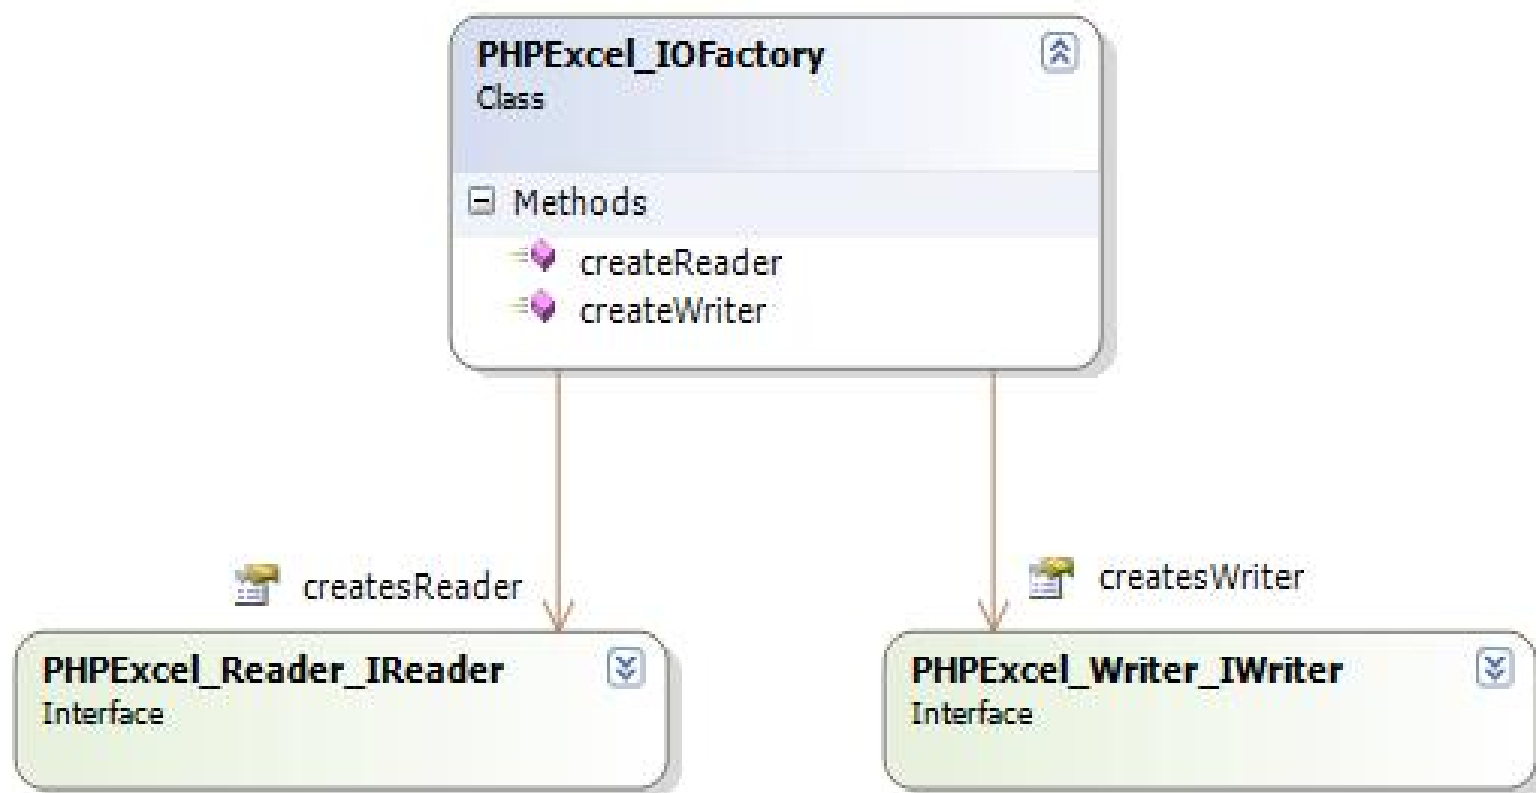 PHPExcel_IOFactory
Class
Methods
createReader
createWriter
createsReader
createsWriter
PHPExcel_Reader_IReader
Interface
PHPExcel_Writer_IWriter
Interface